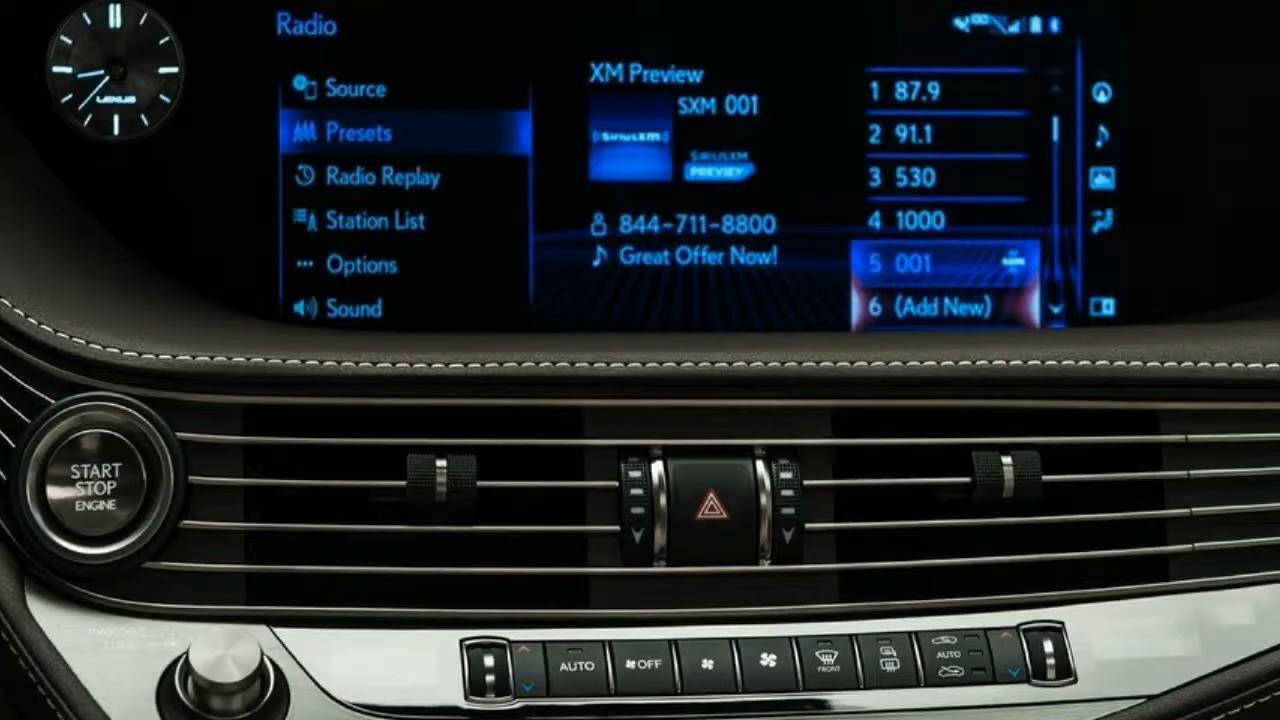 Radio
LEXUS
Source
Presets
Radio Replay
Station List
Options
Sound
XM Preview
SXM 001
((SiriusXM))
SIRIUSXM
PREVIEW
844-711-8800
Great Offer Now!
1 87.9
2 91.1
3 530
4 1000
5 001
6 (Add New)
START
STOP
ENGINE
AUTO
OFF
FRONT
AUTO